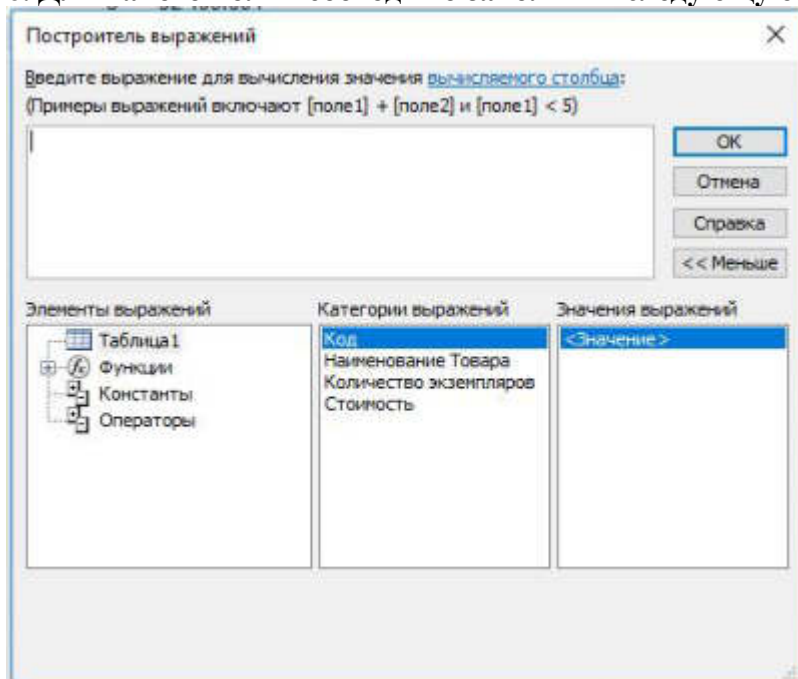 Построитель выражений
Введите выражение для вычисления значения вычисляемого столбца:
(Примеры выражений включают [поле1] + [поле2] и [поле1] < 5)
OK
Отмена
Справка
<< Меньше
Элементы выражений
Категории выражений
Значения выражений
Таблица1
Функции
Константы
Операторы
Код
Наименование Товара
Количество экземпляров
Стоимость
<Значение>